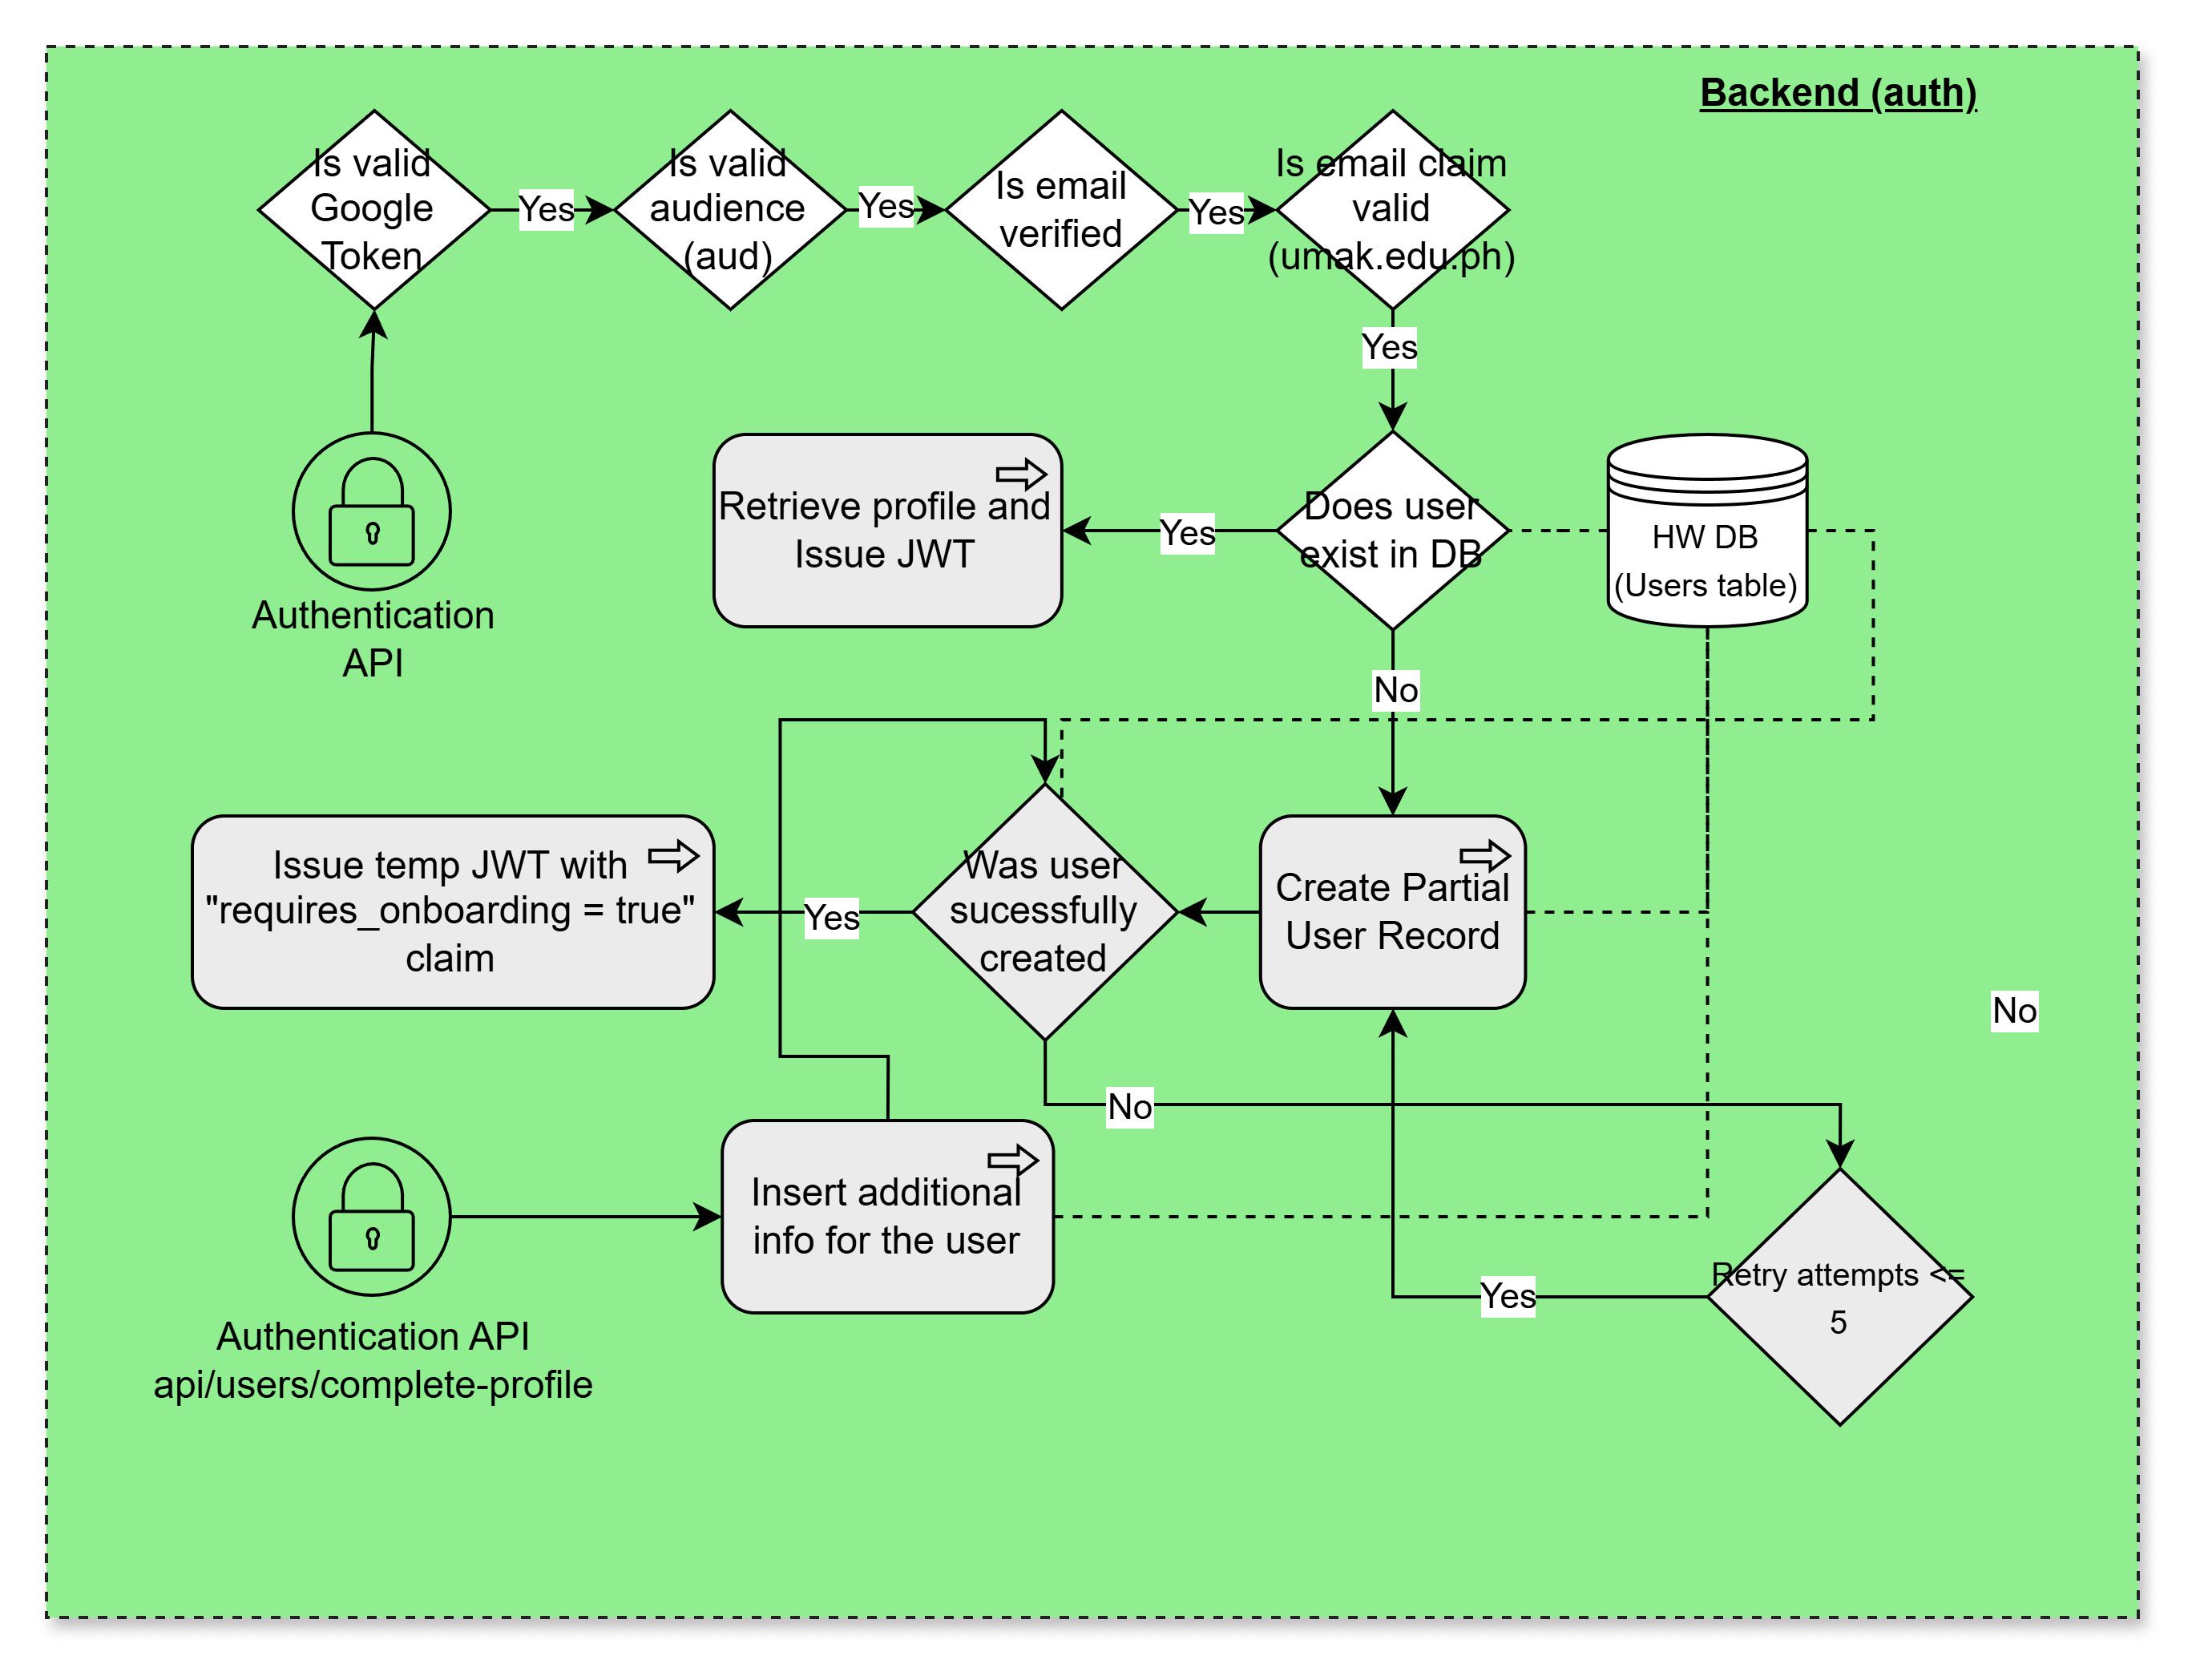 Backend (auth)
Is valid
Google
Token
Yes
Is valid
audience
(aud)
Yes
Is email
verified
Yes
Is email claim
valid
(umak.edu.ph)
Yes
Authentication
API
Retrieve profile and
Issue JWT
Yes
Does user
exist in DB
HW DB
(Users table)
No
Issue temp JWT with
"requires_onboarding = true"
claim
Yes
Was user
sucessfully
created
Create Partial
User Record
No
No
Insert additional
info for the user
Authentication API
api/users/complete-profile
Yes
Retry attempts <=
5